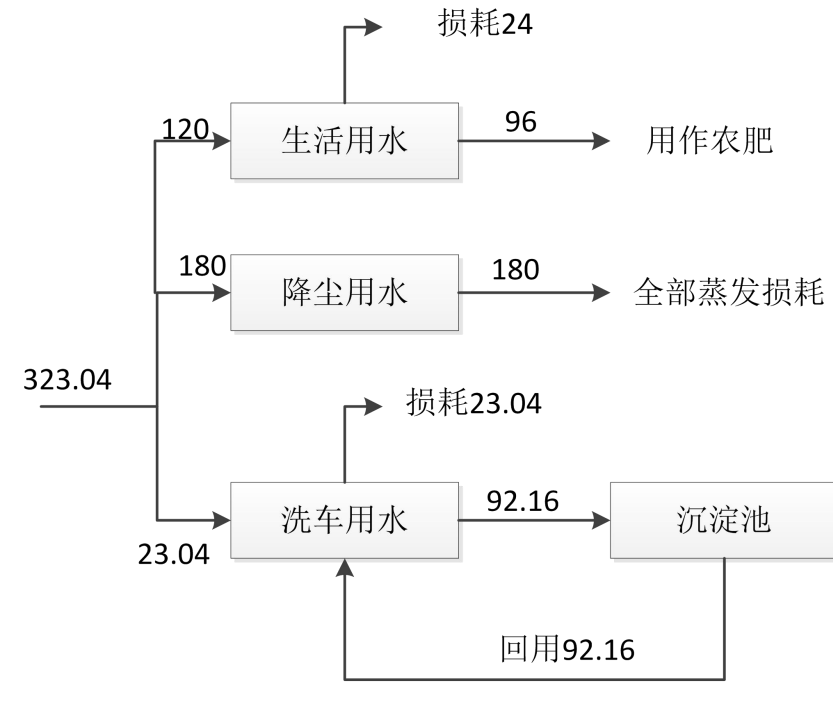 损耗24
120
生活用水
96
用作农肥
180
降尘用水
180
全部蒸发损耗
323.04
损耗23.04
洗车用水
92.16
沉淀池
23.04
回用92.16